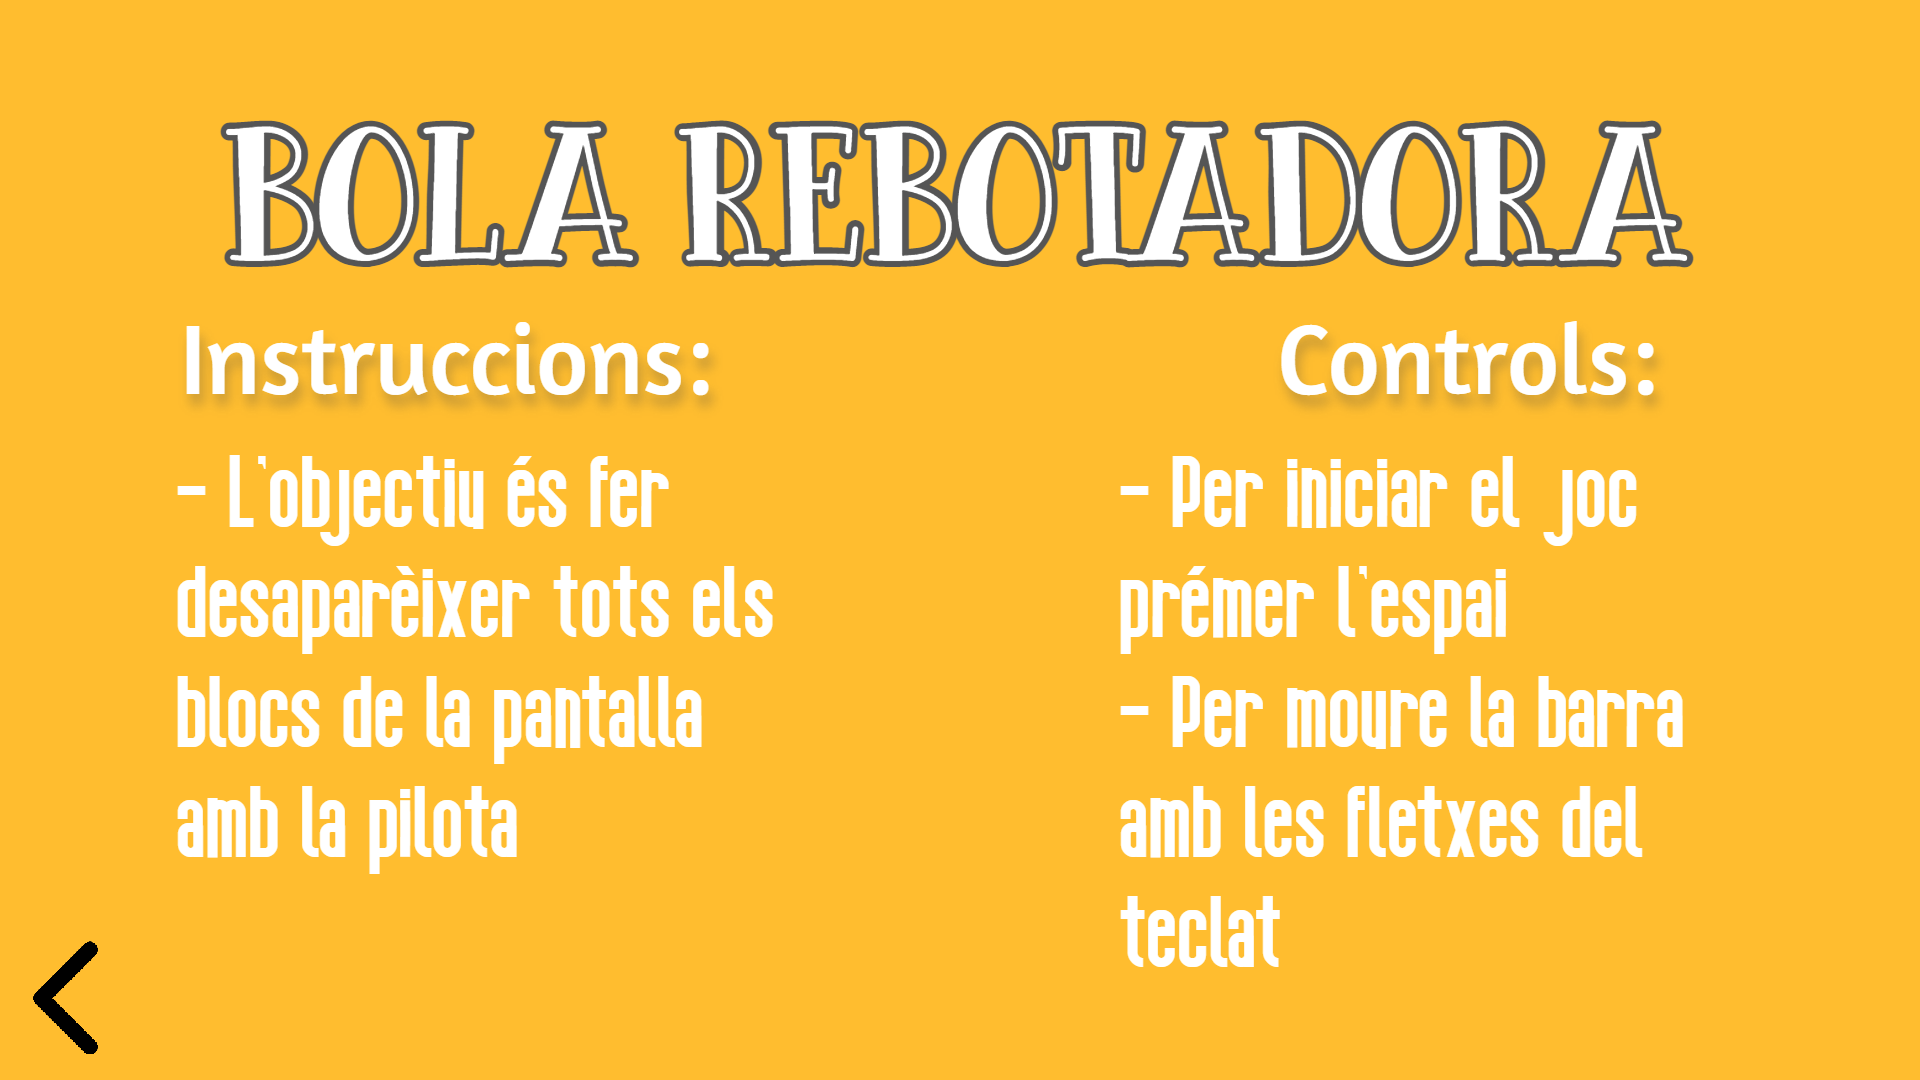 BOLA REBOTADORA
Instruccions:
- L'objectiu és fer
desaparèixer tots els
blocs de la pantalla
amb la pilota
Controls:
- Per iniciar el joc
prémer l'espai
- Per moure la barra
amb les fletxes del
teclat